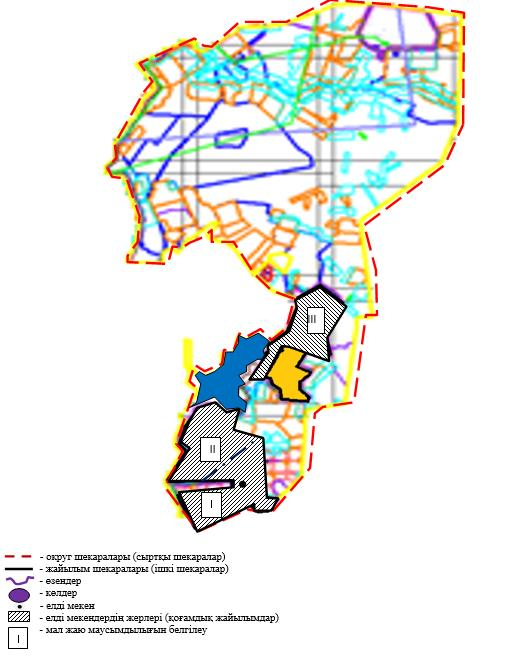 III
II
I
- округ шекаралары (сыртқы шекаралар)
- жайылым шекаралары (ішкі шекаралар)
- өзендер
- көлдер
- елді мекен
- елді мекендердің жерлері (қоғамдық жайылымдар)
I - мал жаю маусымдылығын белгілеу